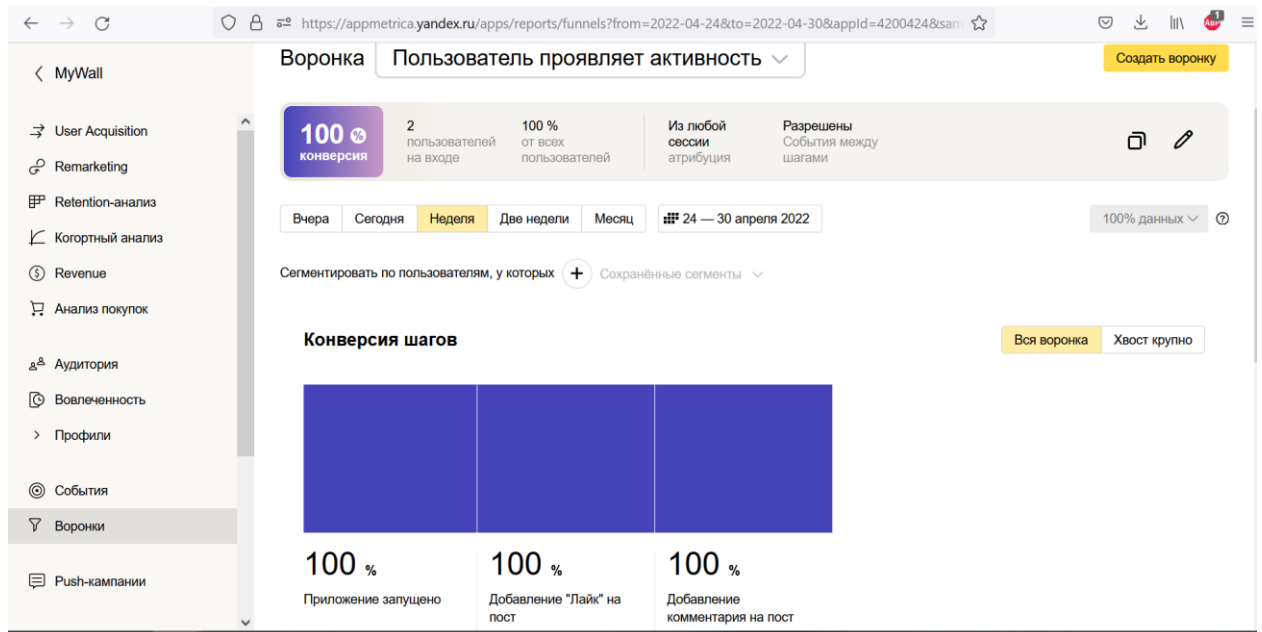 https://appmetrica.yandex.ru/apps/reports/funnels?from=2022-04-24&to=2022-04-30&appId=4200424&sam
ABP
1
MyWall
User Acquisition
Remarketing
Retention-анализ
Когортный анализ
Revenue
Анализ покупок
Аудитория
Вовлеченность
Профили
События
Воронки
Push-кампании
Воронка
Пользователь проявляет активность
Создать воронку
100 %
конверсия
2
пользователей
на входе
100 %
от всех
пользователей
Из любой
сессии
атрибуция
Разрешены
События между
шагами
Вчера Сегодня Неделя Две недели Месяц 24 — 30 апреля 2022
100% данных
Сегментировать по пользователям, у которых + Сохранённые сегменты
Конверсия шагов
Вся воронка Хвост крупно
100 %
Приложение запущено
100 %
Добавление "Лайк" на
пост
100 %
Добавление
комментария на пост